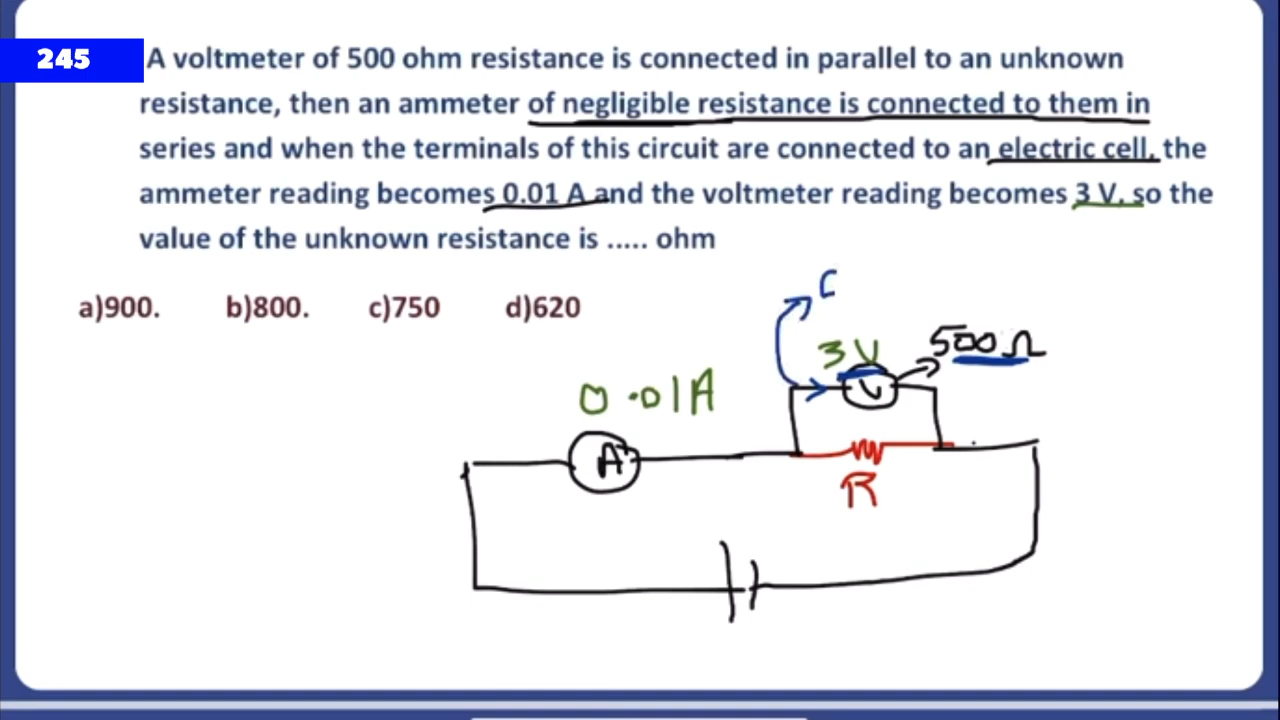 245
A voltmeter of 500 ohm resistance is connected in parallel to an unknown
resistance, then an ammeter of negligible resistance is connected to them in
series and when the terminals of this circuit are connected to an electric cell, the
ammeter reading becomes 0.01 A and the voltmeter reading becomes 3 V, so the
value of the unknown resistance is ..... ohm
a)900. b)800. c)750 d)620
3V 500Ω
V
0.01A
A
R